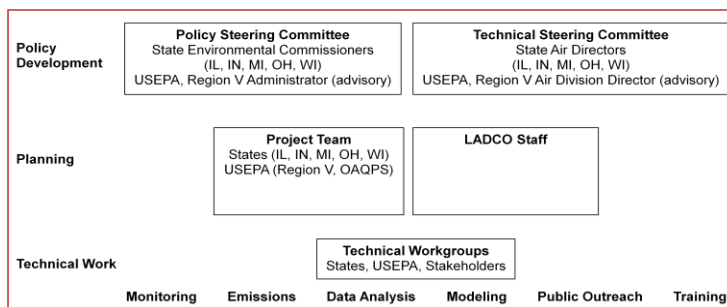 Policy Development
Policy Steering Committee
State Environmental Commissioners
(IL, IN, MI, OH, WI)
USEPA, Region V Administrator (advisory)
Technical Steering Committee
State Air Directors
(IL, IN, MI, OH, WI)
USEPA, Region V Air Division Director (advisory)
Planning
Project Team
States (IL, IN, MI, OH, WI)
USEPA (Region V, OAQPS)
LADCO Staff
Technical Work
Technical Workgroups
States, USEPA, Stakeholders
Monitoring Emissions Data Analysis Modeling Public Outreach Training